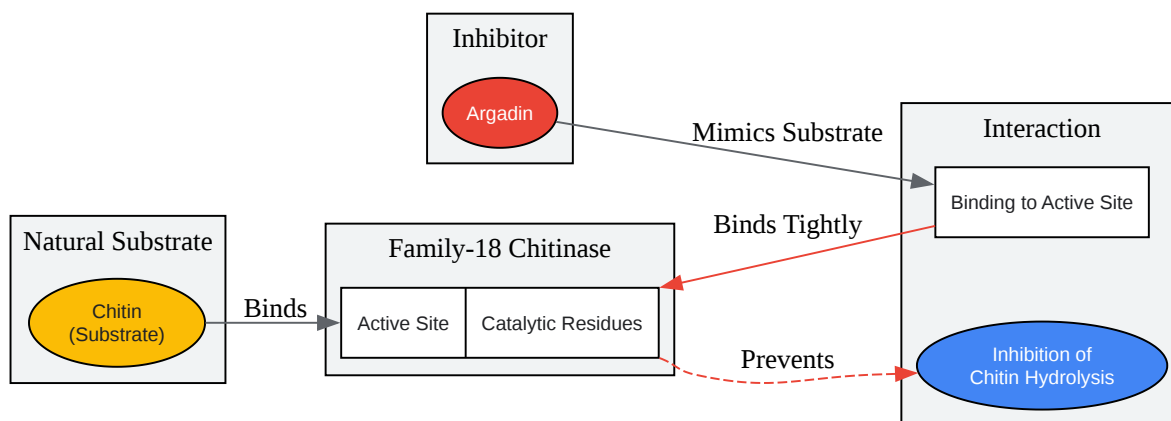 Inhibitor
Argadin
Mimics Substrate
Interaction
Binding to Active Site
Natural Substrate
Chitin
(Substrate)
Binds
Family-18 Chitinase
Active Site
Catalytic Residues
Binds Tightly
Prevents
Inhibition of
Chitin Hydrolysis